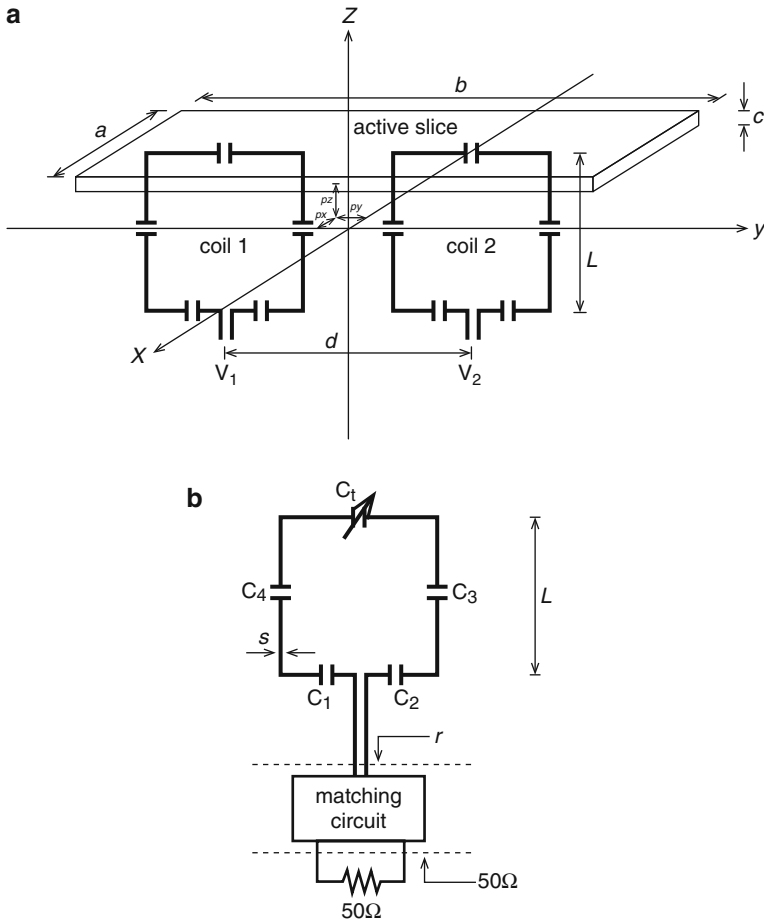 a
Z
b
c
a
active slice
pz
py
px
coil 1
coil 2
y
L
X
d
V1
V2
b
Ct
C4
C3
L
s
C1
C2
r
matching
circuit
50Ω
50Ω